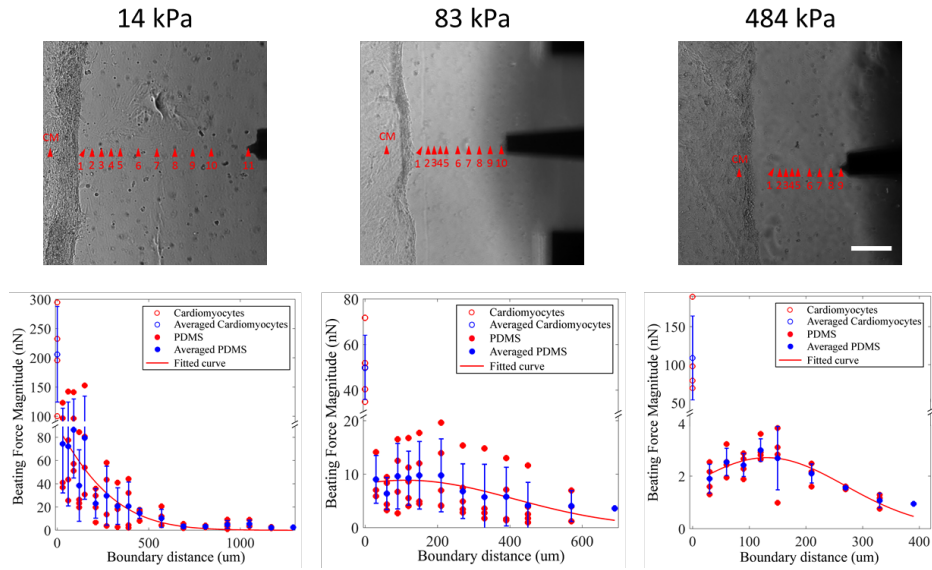 14 kPa
83 kPa
484 kPa
CM
1 2 3 4 5 6 7 8 9 10 11
CM
1 2 3 4 5 6 7 8 9 10
CM
1 2 3 4 5 6 7 8 9
Beating Force Magnitude (nN)
300
250
200
150
100
80
60
40
20
0
Cardiomyocytes
Averaged Cardiomyocytes
PDMS
Averaged PDMS
Fitted curve
0 500 1000
Boundary distance (um)
Beating Force Magnitude (nN)
80
60
40
20
10
0
Cardiomyocytes
Averaged Cardiomyocytes
PDMS
Averaged PDMS
Fitted curve
0 200 400 600
Boundary distance (um)
Beating Force Magnitude (nN)
150
100
50
4
2
0
Cardiomyocytes
Averaged Cardiomyocytes
PDMS
Averaged PDMS
Fitted curve
0 100 200 300 400
Boundary distance (um)